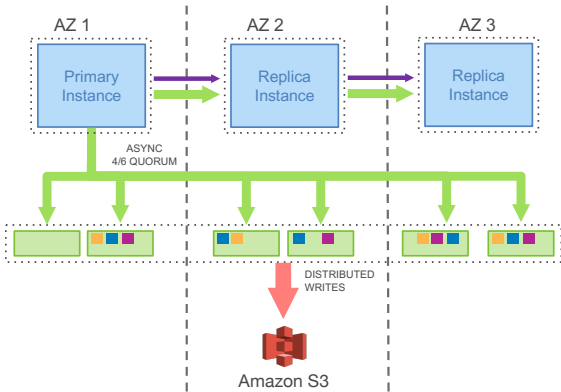 AZ 1
AZ 2
AZ 3
Primary
Instance
Replica
Instance
Replica
Instance
ASYNC
4/6 QUORUM
DISTRIBUTED
WRITES
Amazon S3